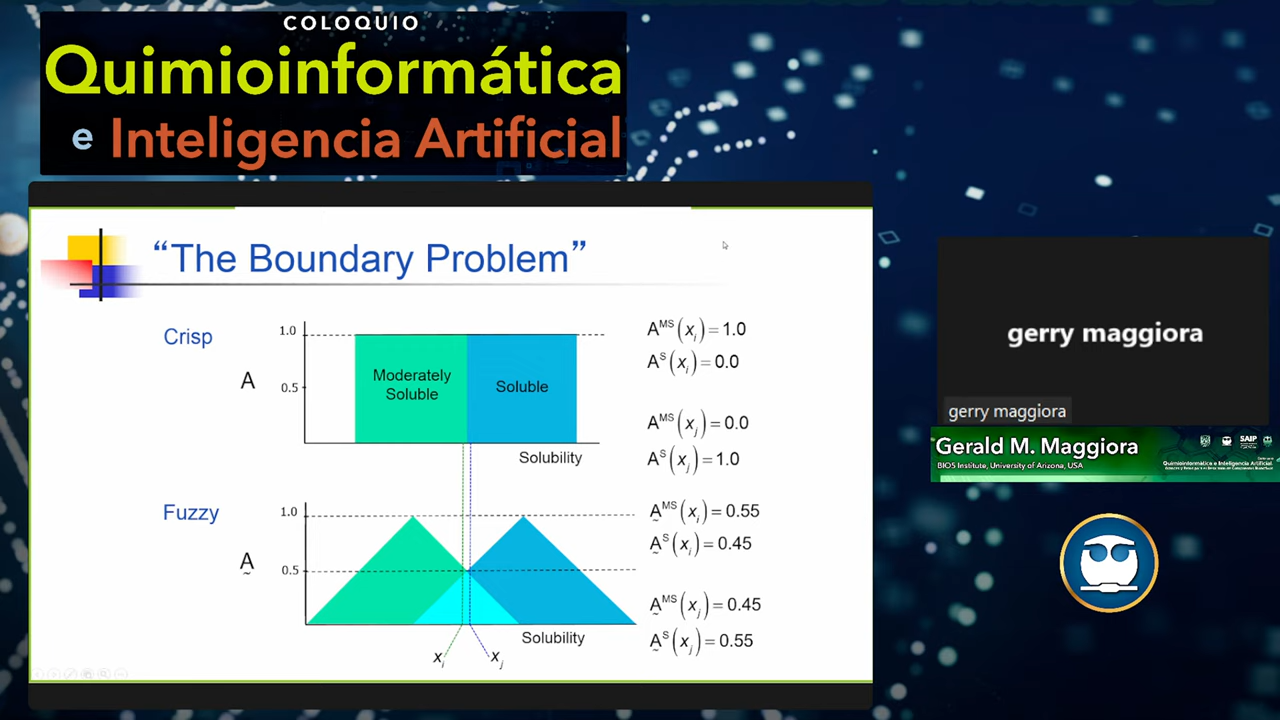 COLOQUIO
Quimioinformática
e Inteligencia Artificial
“The Boundary Problem”
Crisp
A
1.0
0.5
Moderately
Soluble
Soluble
Solubility
A^MS(x_i) = 1.0
A^S(x_i) = 0.0
A^MS(x_j) = 0.0
A^S(x_j) = 1.0
Fuzzy
A̰
1.0
0.5
Solubility
x_i
x_j
A̰^MS(x_i) = 0.55
A̰^S(x_i) = 0.45
A̰^MS(x_j) = 0.45
A̰^S(x_j) = 0.55
gerry maggiora
gerry maggiora
Gerald M. Maggiora
BIOS Institute, University of Arizona, USA
SAIP
Quimioinformática e Inteligencia Artificial